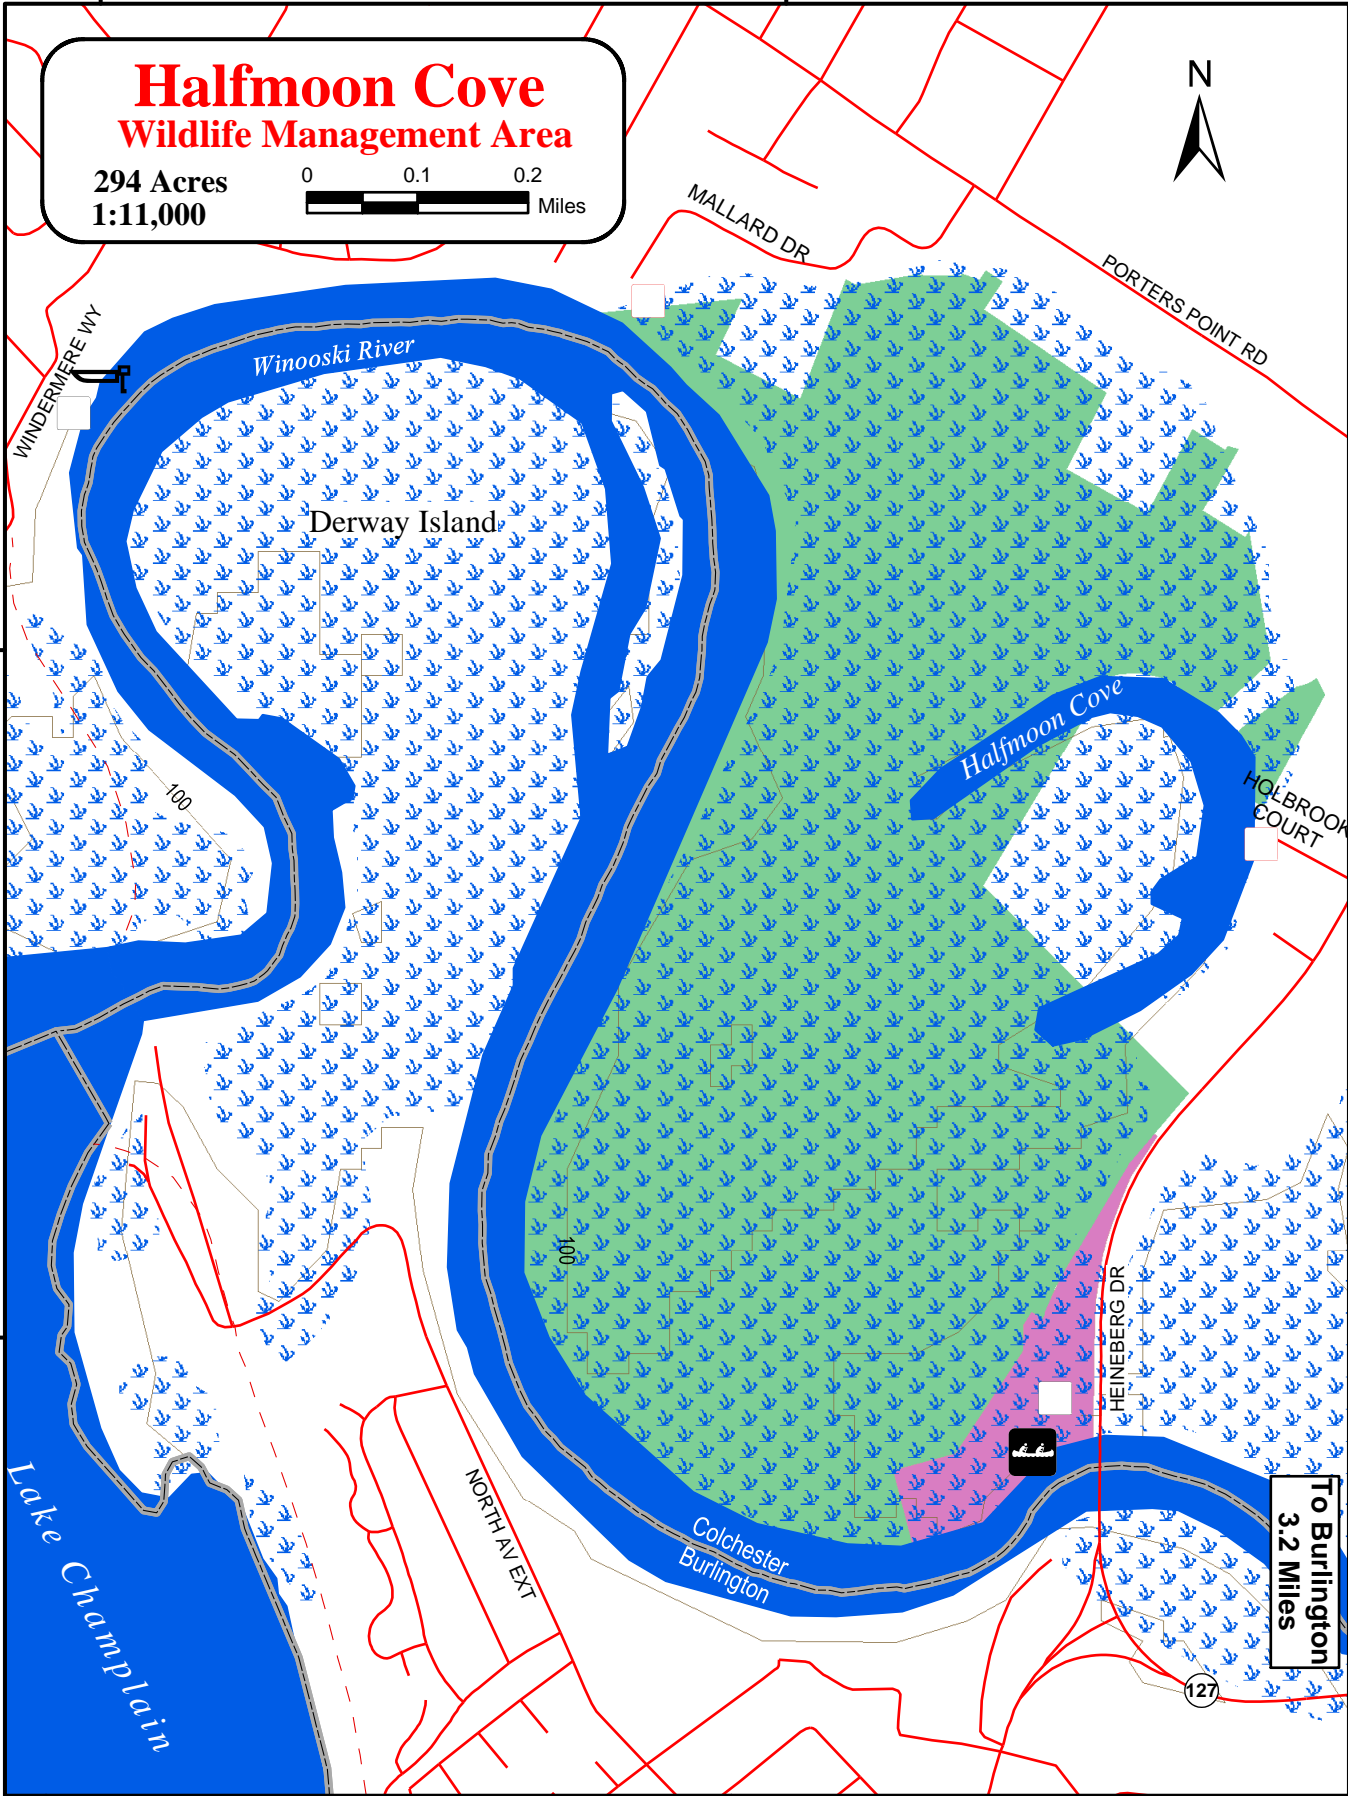 Halfmoon Cove
Wildlife Management Area
294 Acres
1:11,000
0 0.1 0.2
Miles
N
MALLARD DR
PORTERS POINT RD
WINDERMERE WY
Winooski River
Derway Island
Halfmoon Cove
100
HOLBROOK
COURT
100
HEINEBERG DR
NORTH AV EXT
Colchester
Burlington
To Burlington
3.2 Miles
Lake Champlain
127